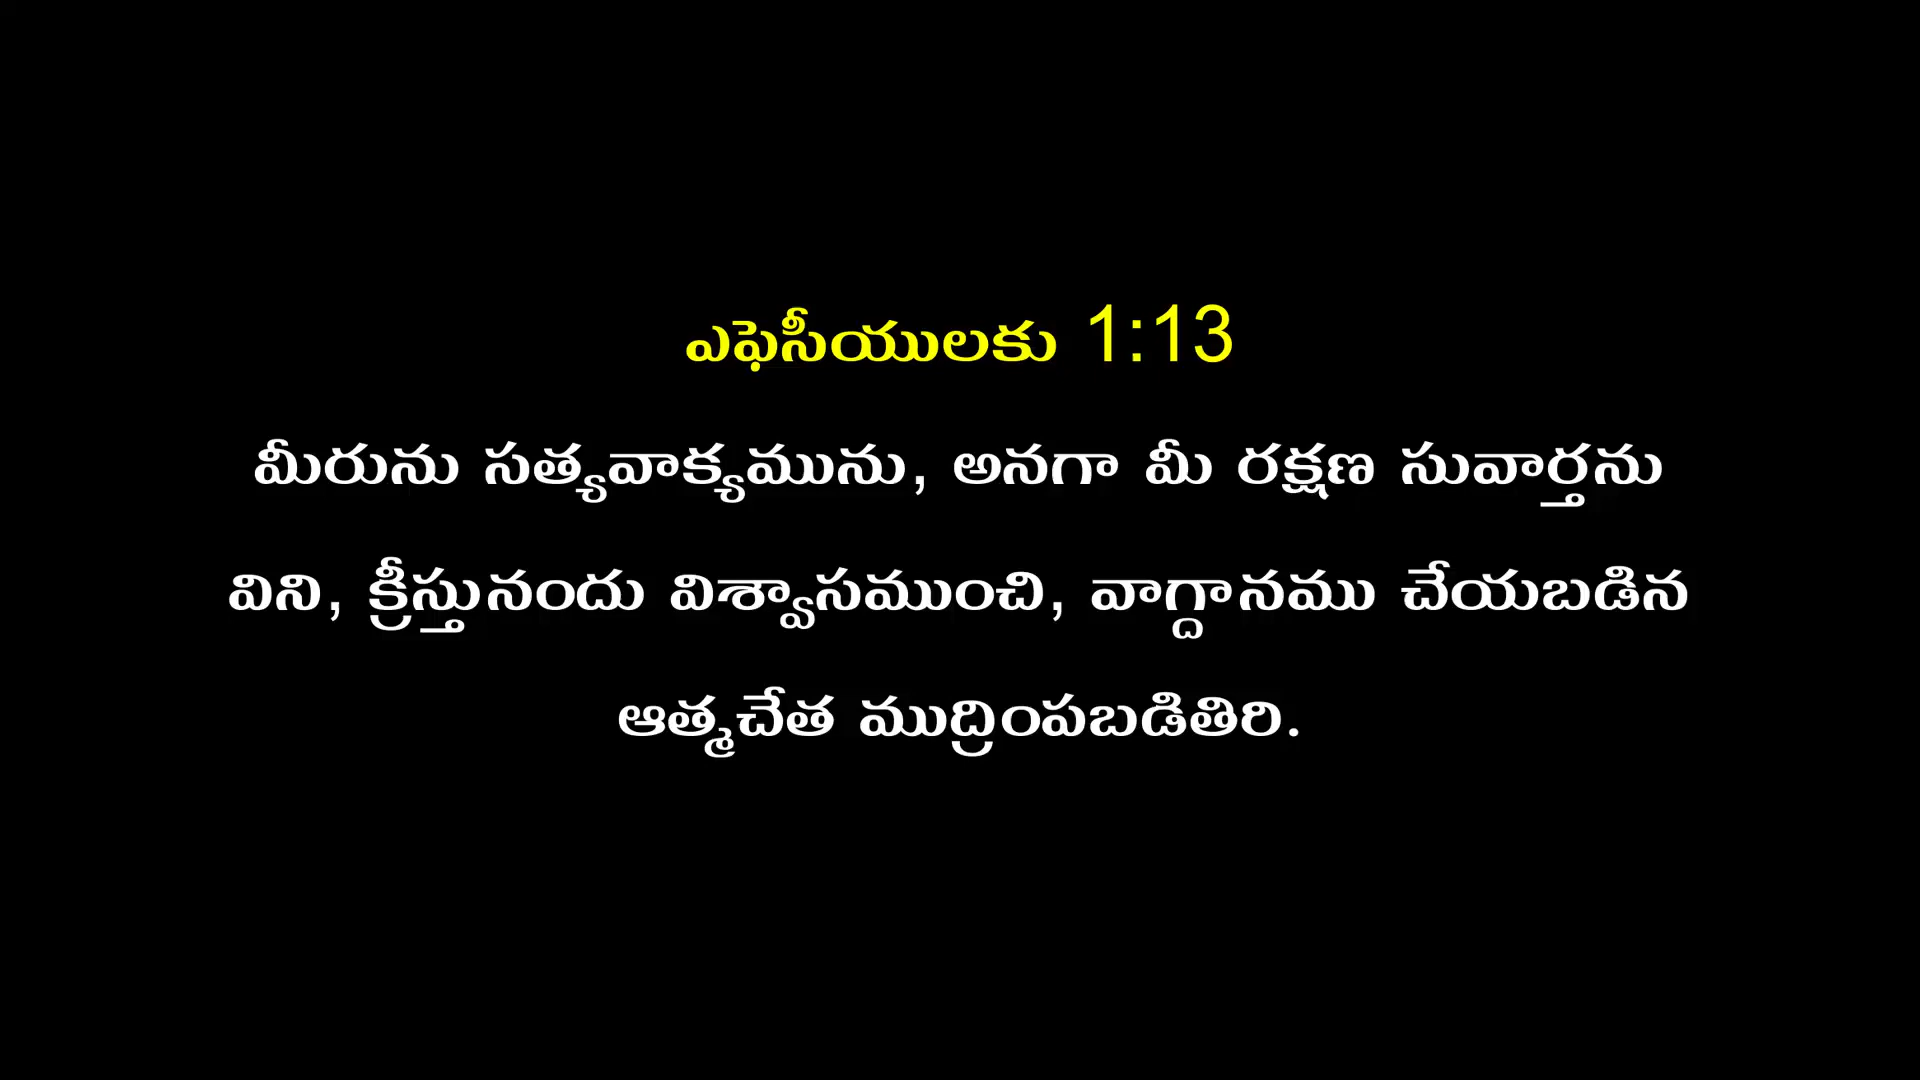 ఎఫెసీయులకు 1:13
మీరును సత్యవాక్యమును, అనగా మీ రక్షణ సువార్తను
విని, క్రీస్తునందు విశ్వాసముంచి, వాగ్దానము చేయబడిన
ఆత్మచేత ముద్రింపబడితిరి.